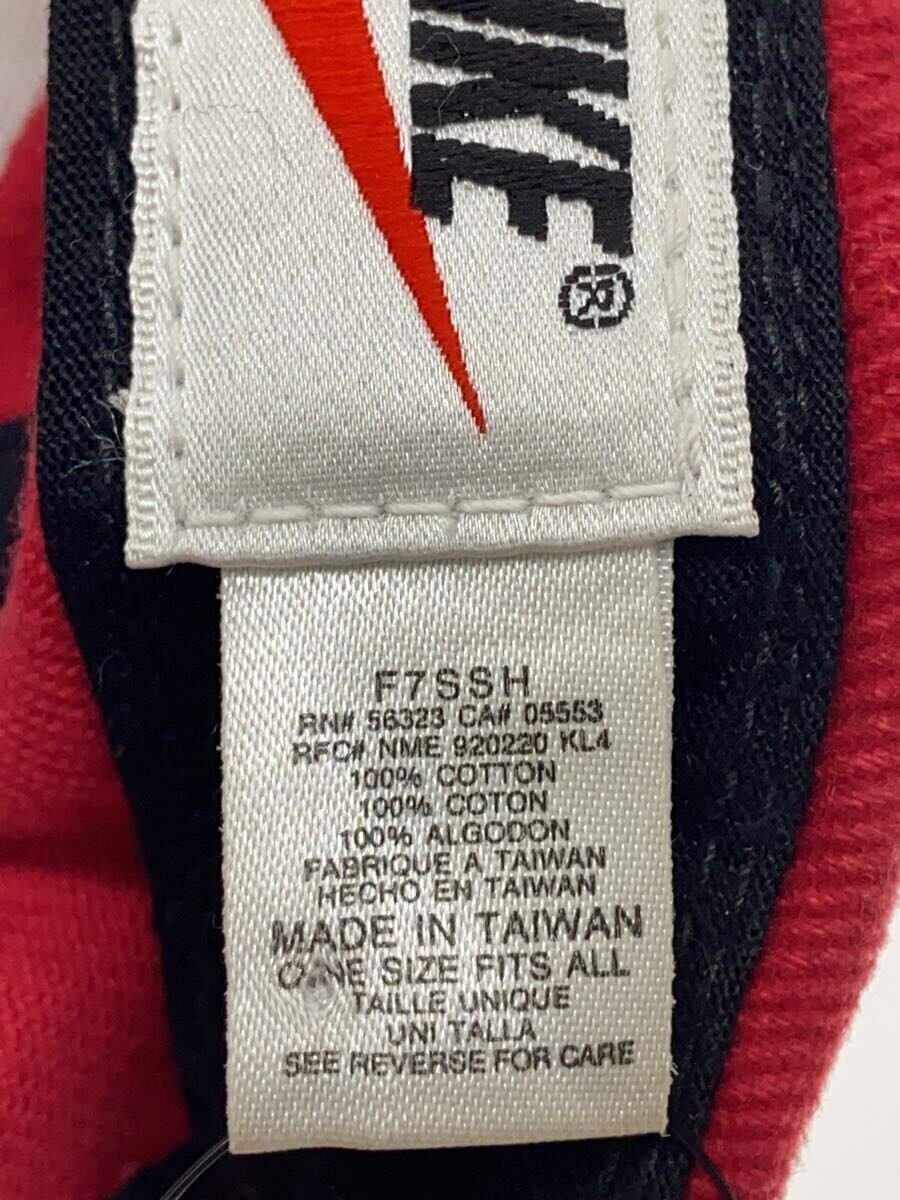 NIKE®
F7SSH
RN# 56323 CA# 05553
RFC# NME 920220 KL4
100% COTTON
100% COTON
100% ALGODON
FABRIQUE A TAIWAN
HECHO EN TAIWAN
MADE IN TAIWAN
ONE SIZE FITS ALL
TAILLE UNIQUE
UNI TALLA
SEE REVERSE FOR CARE